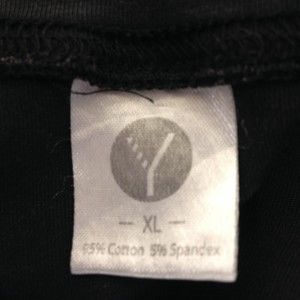 Y
— XL —
95% Cotton 5% Spandex